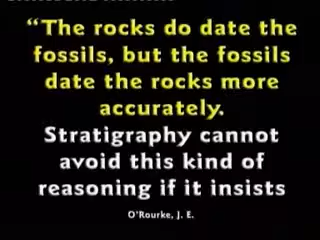 “The rocks do date the
fossils, but the fossils
date the rocks more
accurately.
Stratigraphy cannot
avoid this kind of
reasoning if it insists
O'Rourke, J. E.